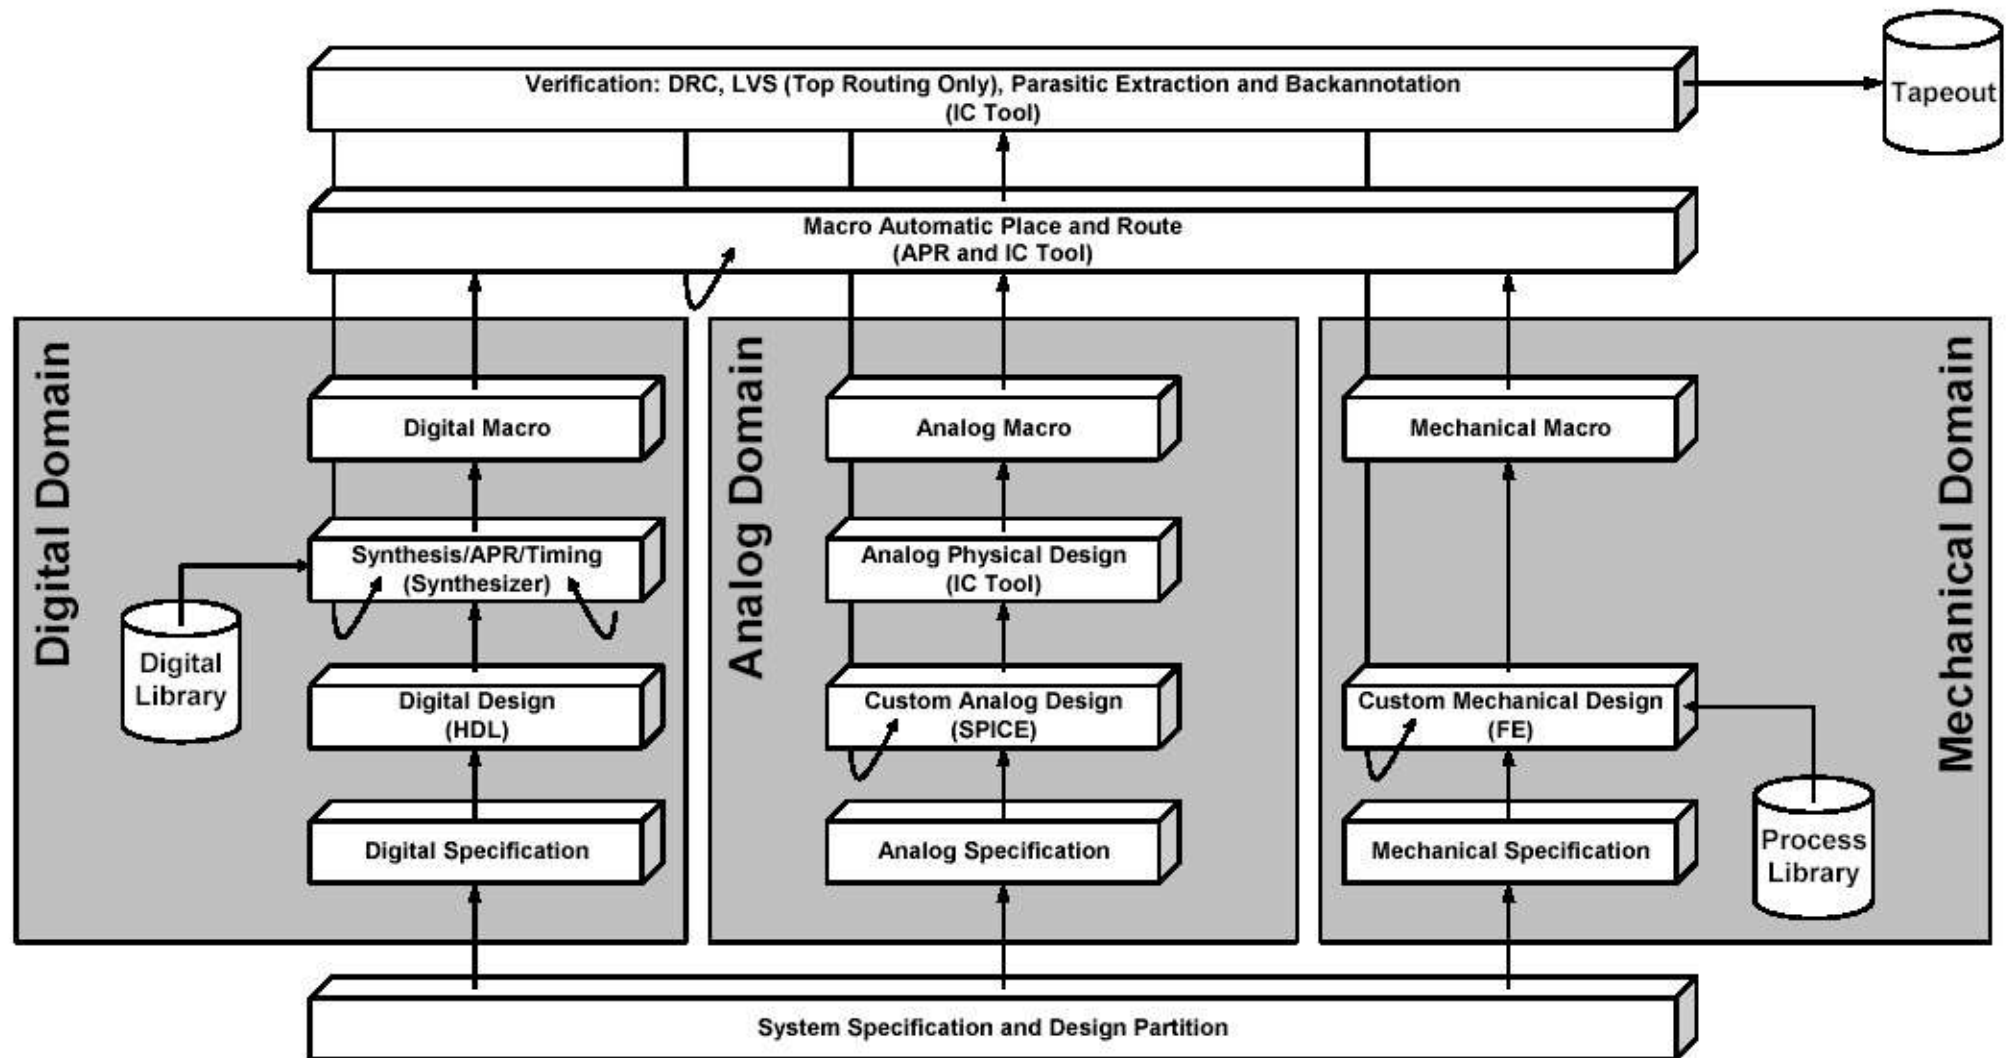 Verification: DRC, LVS (Top Routing Only), Parasitic Extraction and Backannotation
(IC Tool)
Tapeout
Macro Automatic Place and Route
(APR and IC Tool)
Digital Domain
Digital Macro
Synthesis/APR/Timing
(Synthesizer)
Digital
Library
Digital Design
(HDL)
Digital Specification
Analog Domain
Analog Macro
Analog Physical Design
(IC Tool)
Custom Analog Design
(SPICE)
Analog Specification
Mechanical Domain
Mechanical Macro
Custom Mechanical Design
(FE)
Mechanical Specification
Process
Library
System Specification and Design Partition